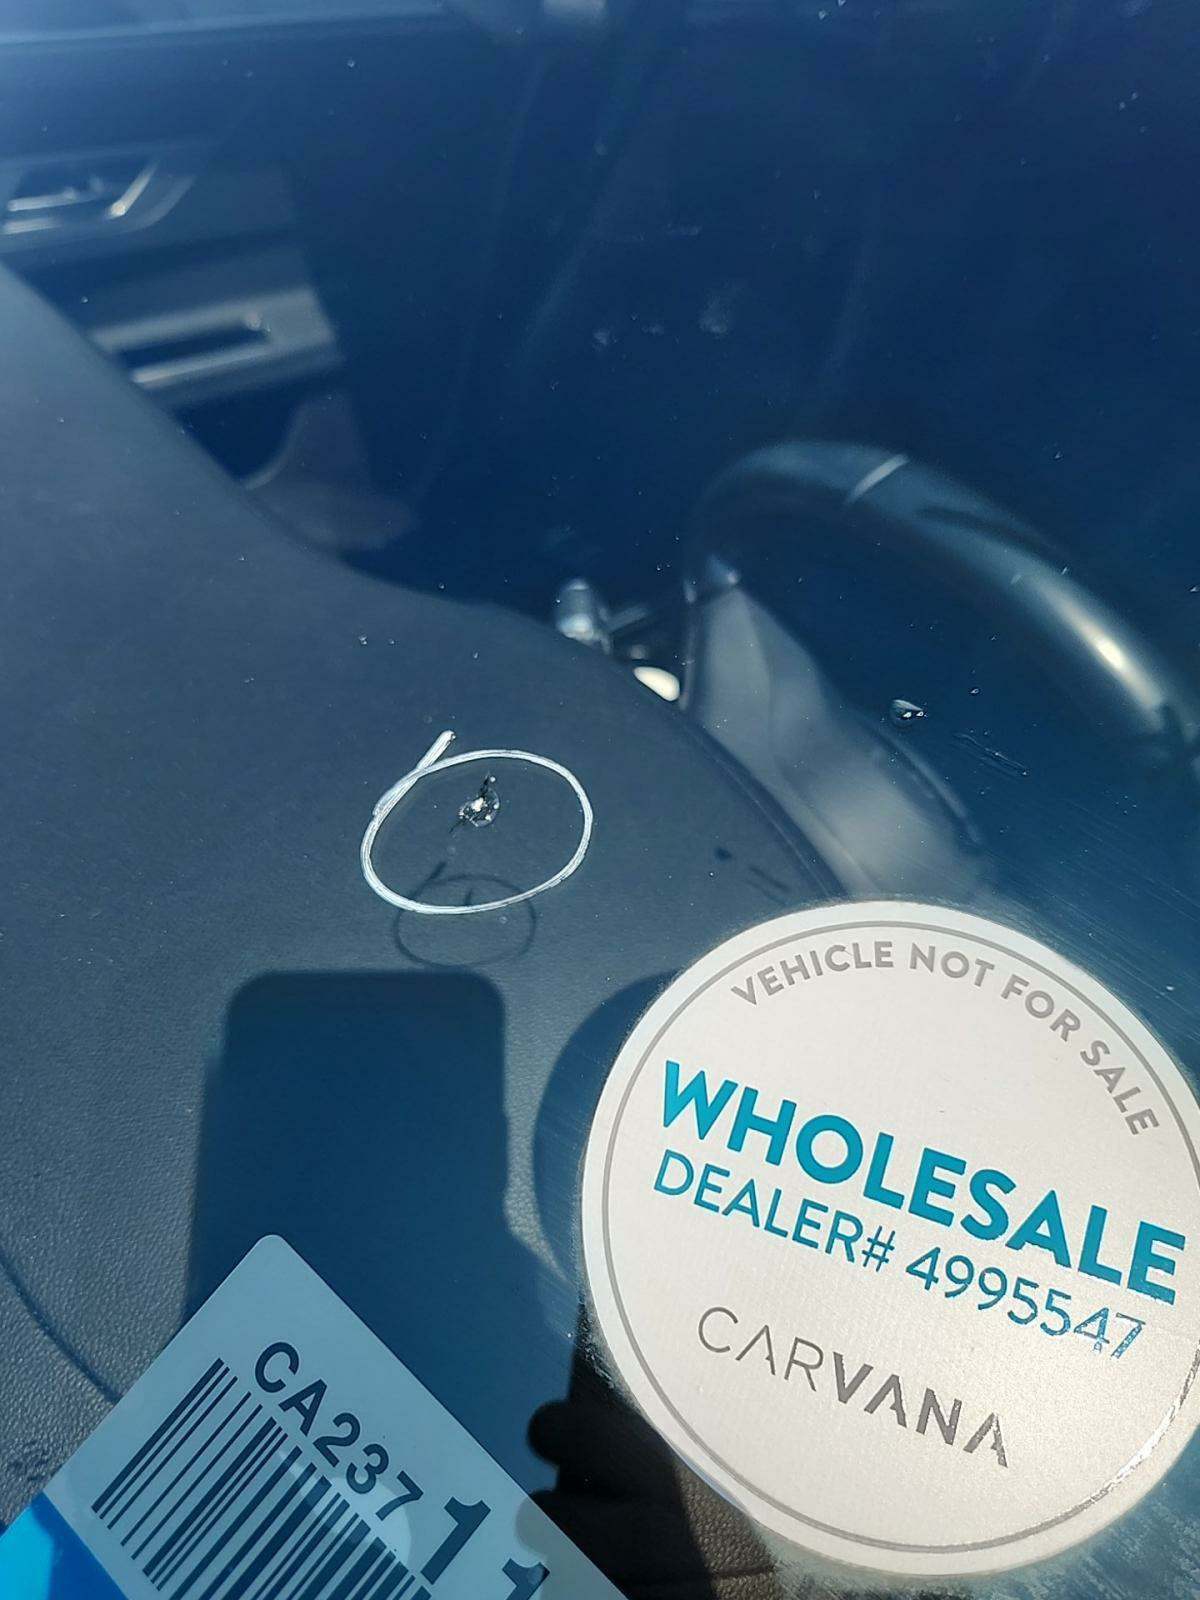 VEHICLE NOT FOR SALE
WHOLESALE
DEALER# 4995547
CARVANA
CA237